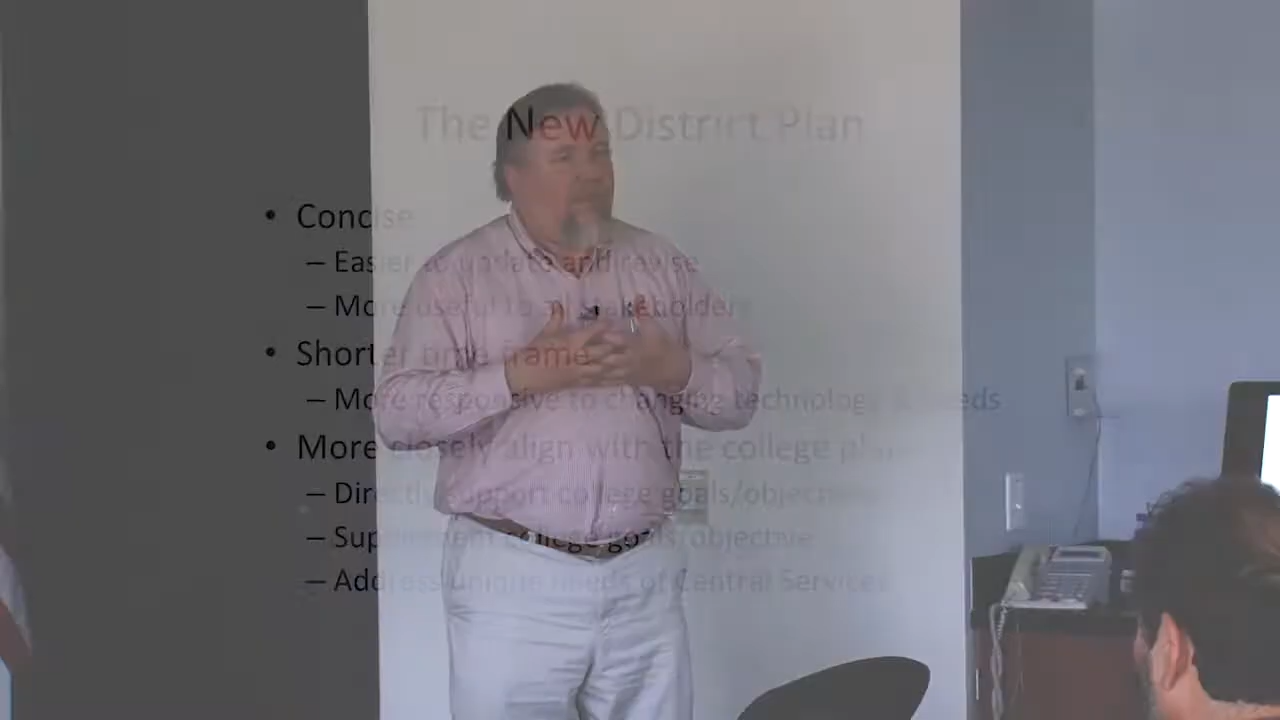 The New District Plan
• Concise
– Easier to update and revise
– More useful to all stakeholders
• Shorter time frame
– More responsive to changing technology & needs
• More closely align with the college plans
– Directly support college goals/objectives
– Supplement college goals/objective
– Address unique needs of Central Services